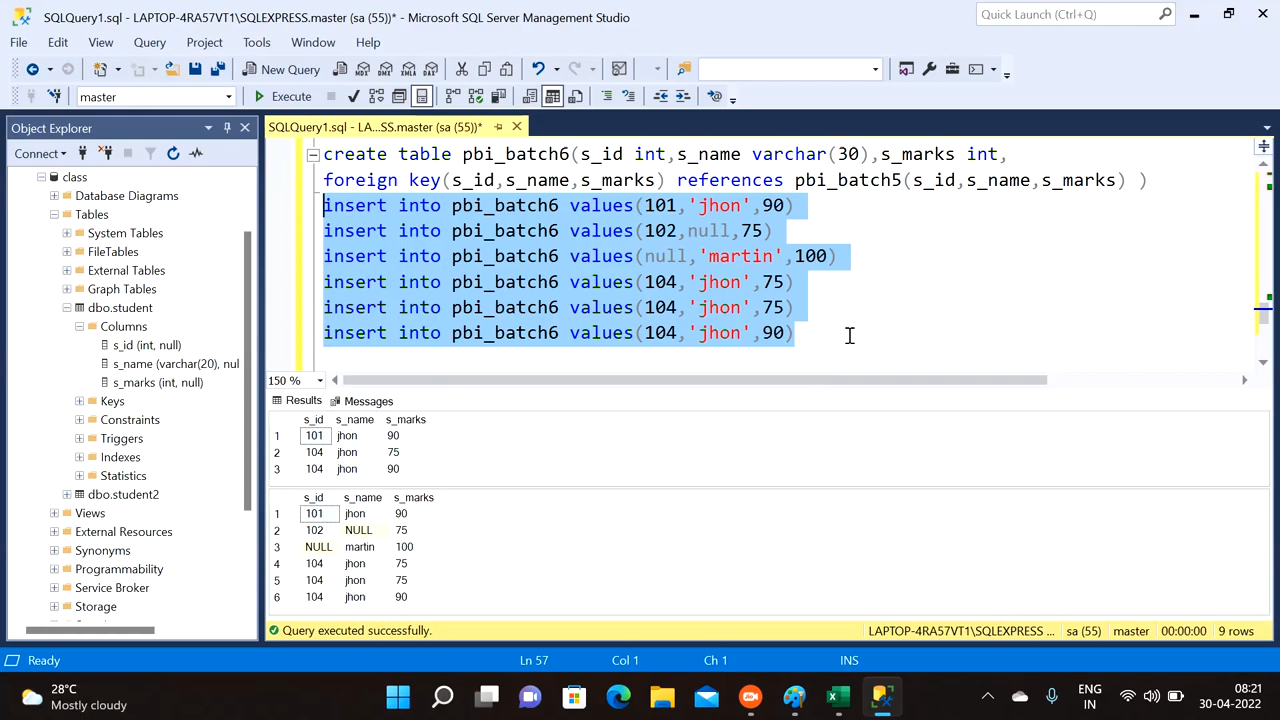 SQLQuery1.sql - LAPTOP-4RA57VT1\SQLEXPRESS.master (sa (55))* - Microsoft SQL Server Management Studio
Quick Launch (Ctrl+Q)
File Edit View Query Project Tools Window Help
New Query MDX DMX XMLA DAX
master Execute
Object Explorer
SQLQuery1.sql - LA...SS.master (sa (55))*
Connect
class
Database Diagrams
Tables
System Tables
FileTables
External Tables
Graph Tables
dbo.student
Columns
s_id (int, null)
s_name (varchar(20), nul
s_marks (int, null)
Keys
Constraints
Triggers
Indexes
Statistics
dbo.student2
Views
External Resources
Synonyms
Programmability
Service Broker
Storage
create table pbi_batch6(s_id int,s_name varchar(30),s_marks int,
foreign key(s_id,s_name,s_marks) references pbi_batch5(s_id,s_name,s_marks) )
insert into pbi_batch6 values(101,'jhon',90)
insert into pbi_batch6 values(102,null,75)
insert into pbi_batch6 values(null,'martin',100)
insert into pbi_batch6 values(104,'jhon',75)
insert into pbi_batch6 values(104,'jhon',75)
insert into pbi_batch6 values(104,'jhon',90)
150 %
Results Messages
s_id s_name s_marks
1 101 jhon 90
2 104 jhon 75
3 104 jhon 90
s_id s_name s_marks
1 101 jhon 90
2 102 NULL 75
3 NULL martin 100
4 104 jhon 75
5 104 jhon 75
6 104 jhon 90
Query executed successfully. LAPTOP-4RA57VT1\SQLEXPRESS ... sa (55) master 00:00:00 9 rows
Ready Ln 57 Col 1 Ch 1 INS
28°C
Mostly cloudy
ENG
IN
08:21
30-04-2022